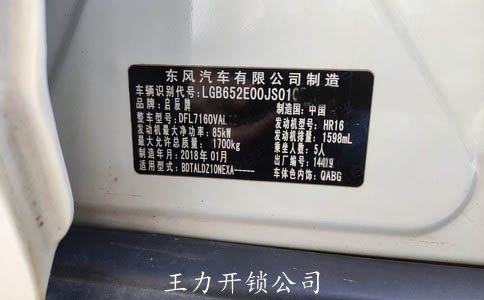 东风汽车有限公司制造
车辆识别代号: LGB652E00JS01
品牌: 启辰牌 制造国: 中国
整车型号: DFL7160VAL 发动机型号: HR16
发动机最大净功率: 85kW 发动机排量: 1598mL
最大允许总质量: 1700kg 乘坐人数: 5人
制造年月: 2018年01月 出厂编号:
适用型号: BDTALDZ10NEXA----- 车体色内饰: QABG
王力开锁公司